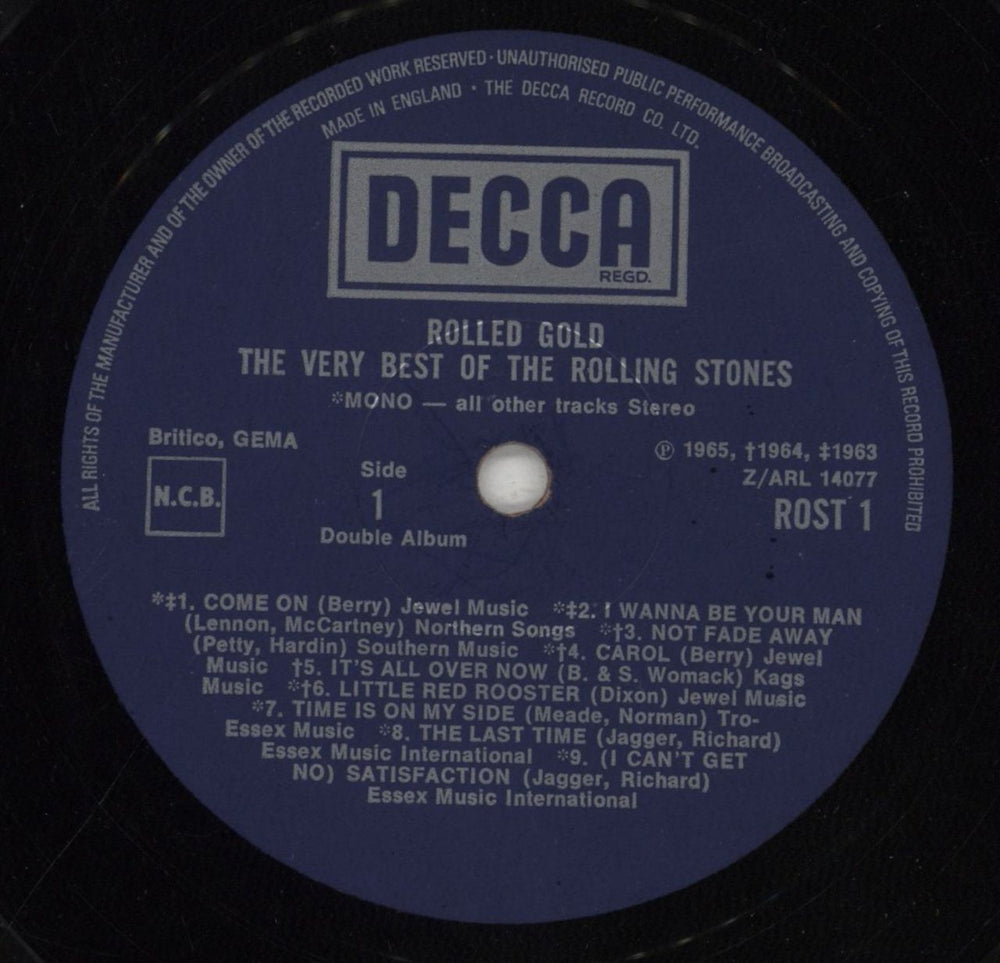 ALL RIGHTS OF THE MANUFACTURER AND OF THE OWNER OF THE RECORDED WORK RESERVED · UNAUTHORISED PUBLIC PERFORMANCE BROADCASTING AND COPYING OF THIS RECORD PROHIBITED
MADE IN ENGLAND · THE DECCA RECORD CO. LTD.
DECCA
REGD.
ROLLED GOLD
THE VERY BEST OF THE ROLLING STONES
*MONO — all other tracks Stereo
Britico, GEMA
N.C.B.
Side
1
Double Album
℗ 1965, †1964, ‡1963
Z/ARL 14077
ROST 1
*‡1. COME ON (Berry) Jewel Music *‡2. I WANNA BE YOUR MAN
(Lennon, McCartney) Northern Songs *†3. NOT FADE AWAY
(Petty, Hardin) Southern Music *†4. CAROL (Berry) Jewel
Music †5. IT'S ALL OVER NOW (B. & S. Womack) Kags
Music *†6. LITTLE RED ROOSTER (Dixon) Jewel Music
*7. TIME IS ON MY SIDE (Meade, Norman) Tro-
Essex Music *8. THE LAST TIME (Jagger, Richard)
Essex Music International *9. (I CAN'T GET
NO) SATISFACTION (Jagger, Richard)
Essex Music International